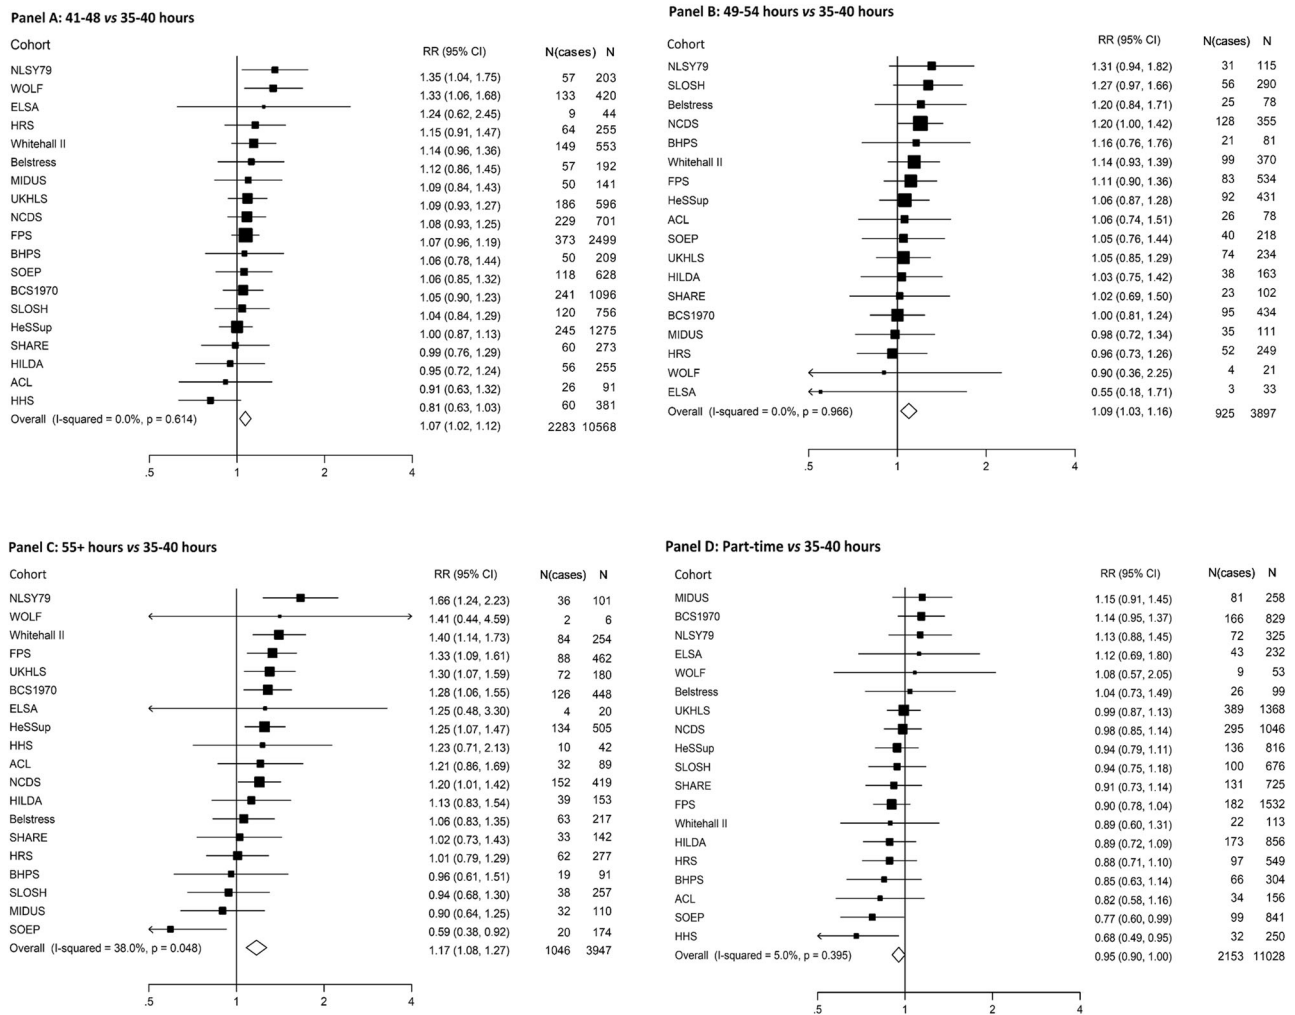 Panel A: 41-48 vs 35-40 hours
Cohort RR (95% CI) N(cases) N
NLSY79 1.35 (1.04, 1.75) 57 203
WOLF 1.33 (1.06, 1.68) 133 420
ELSA 1.24 (0.62, 2.45) 9 44
HRS 1.15 (0.91, 1.47) 64 255
Whitehall II 1.14 (0.96, 1.36) 149 553
Belstress 1.12 (0.86, 1.45) 57 192
MIDUS 1.09 (0.84, 1.43) 50 141
UKHLS 1.09 (0.93, 1.27) 186 596
NCDS 1.08 (0.93, 1.25) 229 701
FPS 1.07 (0.96, 1.19) 373 2499
BHPS 1.06 (0.78, 1.44) 50 209
SOEP 1.06 (0.85, 1.32) 118 628
BCS1970 1.05 (0.90, 1.23) 241 1096
SLOSH 1.04 (0.84, 1.29) 120 756
HeSSup 1.00 (0.87, 1.13) 245 1275
SHARE 0.99 (0.76, 1.29) 60 273
HILDA 0.95 (0.72, 1.24) 56 255
ACL 0.91 (0.63, 1.32) 26 91
HHS 0.81 (0.63, 1.03) 60 381
Overall (I-squared = 0.0%, p = 0.614) 1.07 (1.02, 1.12) 2283 10568
.5 1 2 4
Panel B: 49-54 hours vs 35-40 hours
Cohort RR (95% CI) N(cases) N
NLSY79 1.31 (0.94, 1.82) 31 115
SLOSH 1.27 (0.97, 1.66) 56 290
Belstress 1.20 (0.84, 1.71) 25 78
NCDS 1.20 (1.00, 1.42) 128 355
BHPS 1.16 (0.76, 1.76) 21 81
Whitehall II 1.14 (0.93, 1.39) 99 370
FPS 1.11 (0.90, 1.36) 83 534
HeSSup 1.06 (0.87, 1.28) 92 431
ACL 1.06 (0.74, 1.51) 26 78
SOEP 1.05 (0.76, 1.44) 40 218
UKHLS 1.05 (0.85, 1.29) 74 234
HILDA 1.03 (0.75, 1.42) 38 163
SHARE 1.02 (0.69, 1.50) 23 102
BCS1970 1.00 (0.81, 1.24) 95 434
MIDUS 0.98 (0.72, 1.34) 35 111
HRS 0.96 (0.73, 1.26) 52 249
WOLF 0.90 (0.36, 2.25) 4 21
ELSA 0.55 (0.18, 1.71) 3 33
Overall (I-squared = 0.0%, p = 0.966) 1.09 (1.03, 1.16) 925 3897
.5 1 2 4
Panel C: 55+ hours vs 35-40 hours
Cohort RR (95% CI) N(cases) N
NLSY79 1.66 (1.24, 2.23) 36 101
WOLF 1.41 (0.44, 4.59) 2 6
Whitehall II 1.40 (1.14, 1.73) 84 254
FPS 1.33 (1.09, 1.61) 88 462
UKHLS 1.30 (1.07, 1.59) 72 180
BCS1970 1.28 (1.06, 1.55) 126 448
ELSA 1.25 (0.48, 3.30) 4 20
HeSSup 1.25 (1.07, 1.47) 134 505
HHS 1.23 (0.71, 2.13) 10 42
ACL 1.21 (0.86, 1.69) 32 89
NCDS 1.20 (1.01, 1.42) 152 419
HILDA 1.13 (0.83, 1.54) 39 153
Belstress 1.06 (0.83, 1.35) 63 217
SHARE 1.02 (0.73, 1.43) 33 142
HRS 1.01 (0.79, 1.29) 62 277
BHPS 0.96 (0.61, 1.51) 19 91
SLOSH 0.94 (0.68, 1.30) 38 257
MIDUS 0.90 (0.64, 1.25) 32 110
SOEP 0.59 (0.38, 0.92) 20 174
Overall (I-squared = 38.0%, p = 0.048) 1.17 (1.08, 1.27) 1046 3947
.5 1 2 4
Panel D: Part-time vs 35-40 hours
Cohort RR (95% CI) N(cases) N
MIDUS 1.15 (0.91, 1.45) 81 258
BCS1970 1.14 (0.95, 1.37) 166 829
NLSY79 1.13 (0.88, 1.45) 72 325
ELSA 1.12 (0.69, 1.80) 43 232
WOLF 1.08 (0.57, 2.05) 9 53
Belstress 1.04 (0.73, 1.49) 26 99
UKHLS 0.99 (0.87, 1.13) 389 1368
NCDS 0.98 (0.85, 1.14) 295 1046
HeSSup 0.94 (0.79, 1.11) 136 816
SLOSH 0.94 (0.75, 1.18) 100 676
SHARE 0.91 (0.73, 1.14) 131 725
FPS 0.90 (0.78, 1.04) 182 1532
Whitehall II 0.89 (0.60, 1.31) 22 113
HILDA 0.89 (0.72, 1.09) 173 856
HRS 0.88 (0.71, 1.10) 97 549
BHPS 0.85 (0.63, 1.14) 66 304
ACL 0.82 (0.58, 1.16) 34 156
SOEP 0.77 (0.60, 0.99) 99 841
HHS 0.68 (0.49, 0.95) 32 250
Overall (I-squared = 5.0%, p = 0.395) 0.95 (0.90, 1.00) 2153 11028
.5 1 2 4